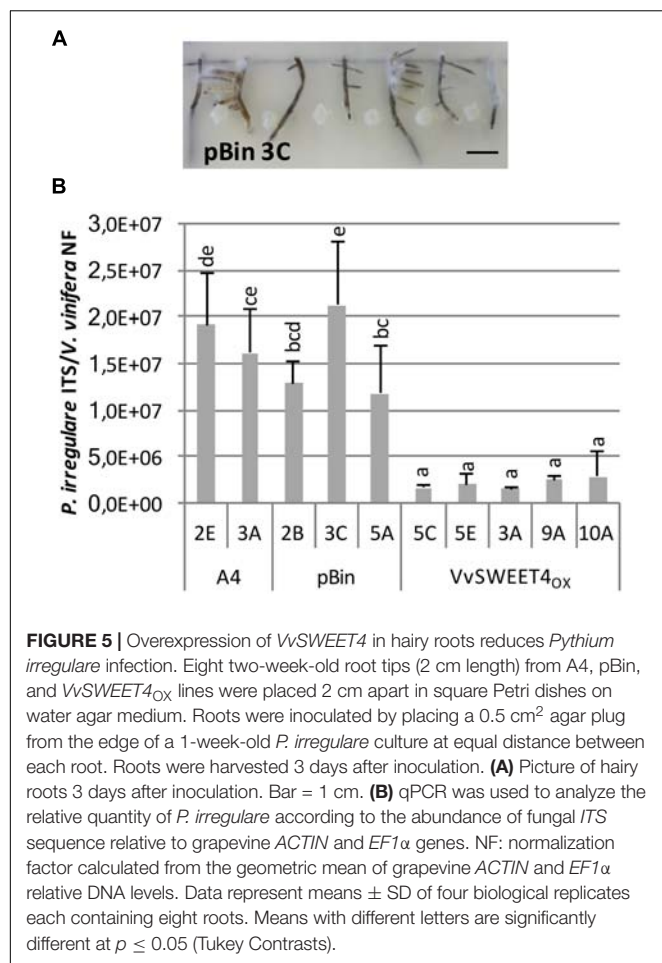 A
pBin 3C
B
P. irregulare ITS/V. vinifera NF
3,0E+07
2,5E+07
2,0E+07
1,5E+07
1,0E+07
5,0E+06
0,0E+00
de
ce
bcd
e
bc
a
a
a
a
a
2E 3A 2B 3C 5A 5C 5E 3A 9A 10A
A4 pBin VvSWEET4OX
FIGURE 5 | Overexpression of VvSWEET4 in hairy roots reduces Pythium
irregulare infection. Eight two-week-old root tips (2 cm length) from A4, pBin,
and VvSWEET4OX lines were placed 2 cm apart in square Petri dishes on
water agar medium. Roots were inoculated by placing a 0.5 cm² agar plug
from the edge of a 1-week-old P. irregulare culture at equal distance between
each root. Roots were harvested 3 days after inoculation. (A) Picture of hairy
roots 3 days after inoculation. Bar = 1 cm. (B) qPCR was used to analyze the
relative quantity of P. irregulare according to the abundance of fungal ITS
sequence relative to grapevine ACTIN and EF1α genes. NF: normalization
factor calculated from the geometric mean of grapevine ACTIN and EF1α
relative DNA levels. Data represent means ± SD of four biological replicates
each containing eight roots. Means with different letters are significantly
different at p ≤ 0.05 (Tukey Contrasts).